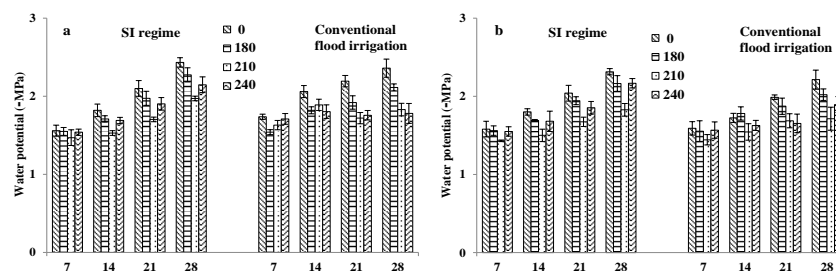 a
SI regime
Conventional
flood irrigation
0
180
210
240
Water potential (-MPa)
3
2
1
0
7 14 21 28 7 14 21 28
b
SI regime
Conventional
flood irrigation
0
180
210
240
Water potential (-MPa)
3
2
1
0
7 14 21 28 7 14 21 28